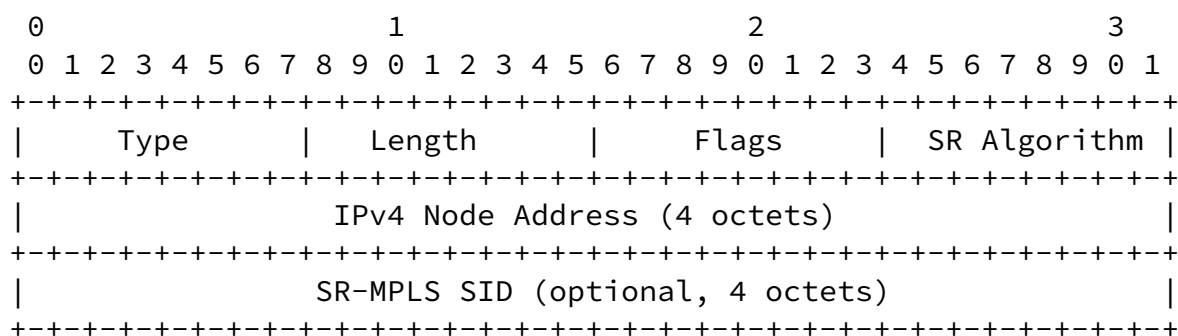 0                   1                   2                   3
 0 1 2 3 4 5 6 7 8 9 0 1 2 3 4 5 6 7 8 9 0 1 2 3 4 5 6 7 8 9 0 1
+-+-+-+-+-+-+-+-+-+-+-+-+-+-+-+-+-+-+-+-+-+-+-+-+-+-+-+-+-+-+-+-+
|     Type      |   Length      |     Flags     |  SR Algorithm |
+-+-+-+-+-+-+-+-+-+-+-+-+-+-+-+-+-+-+-+-+-+-+-+-+-+-+-+-+-+-+-+-+
|                 IPv4 Node Address (4 octets)                  |
+-+-+-+-+-+-+-+-+-+-+-+-+-+-+-+-+-+-+-+-+-+-+-+-+-+-+-+-+-+-+-+-+
|                SR-MPLS SID (optional, 4 octets)               |
+-+-+-+-+-+-+-+-+-+-+-+-+-+-+-+-+-+-+-+-+-+-+-+-+-+-+-+-+-+-+-+-+